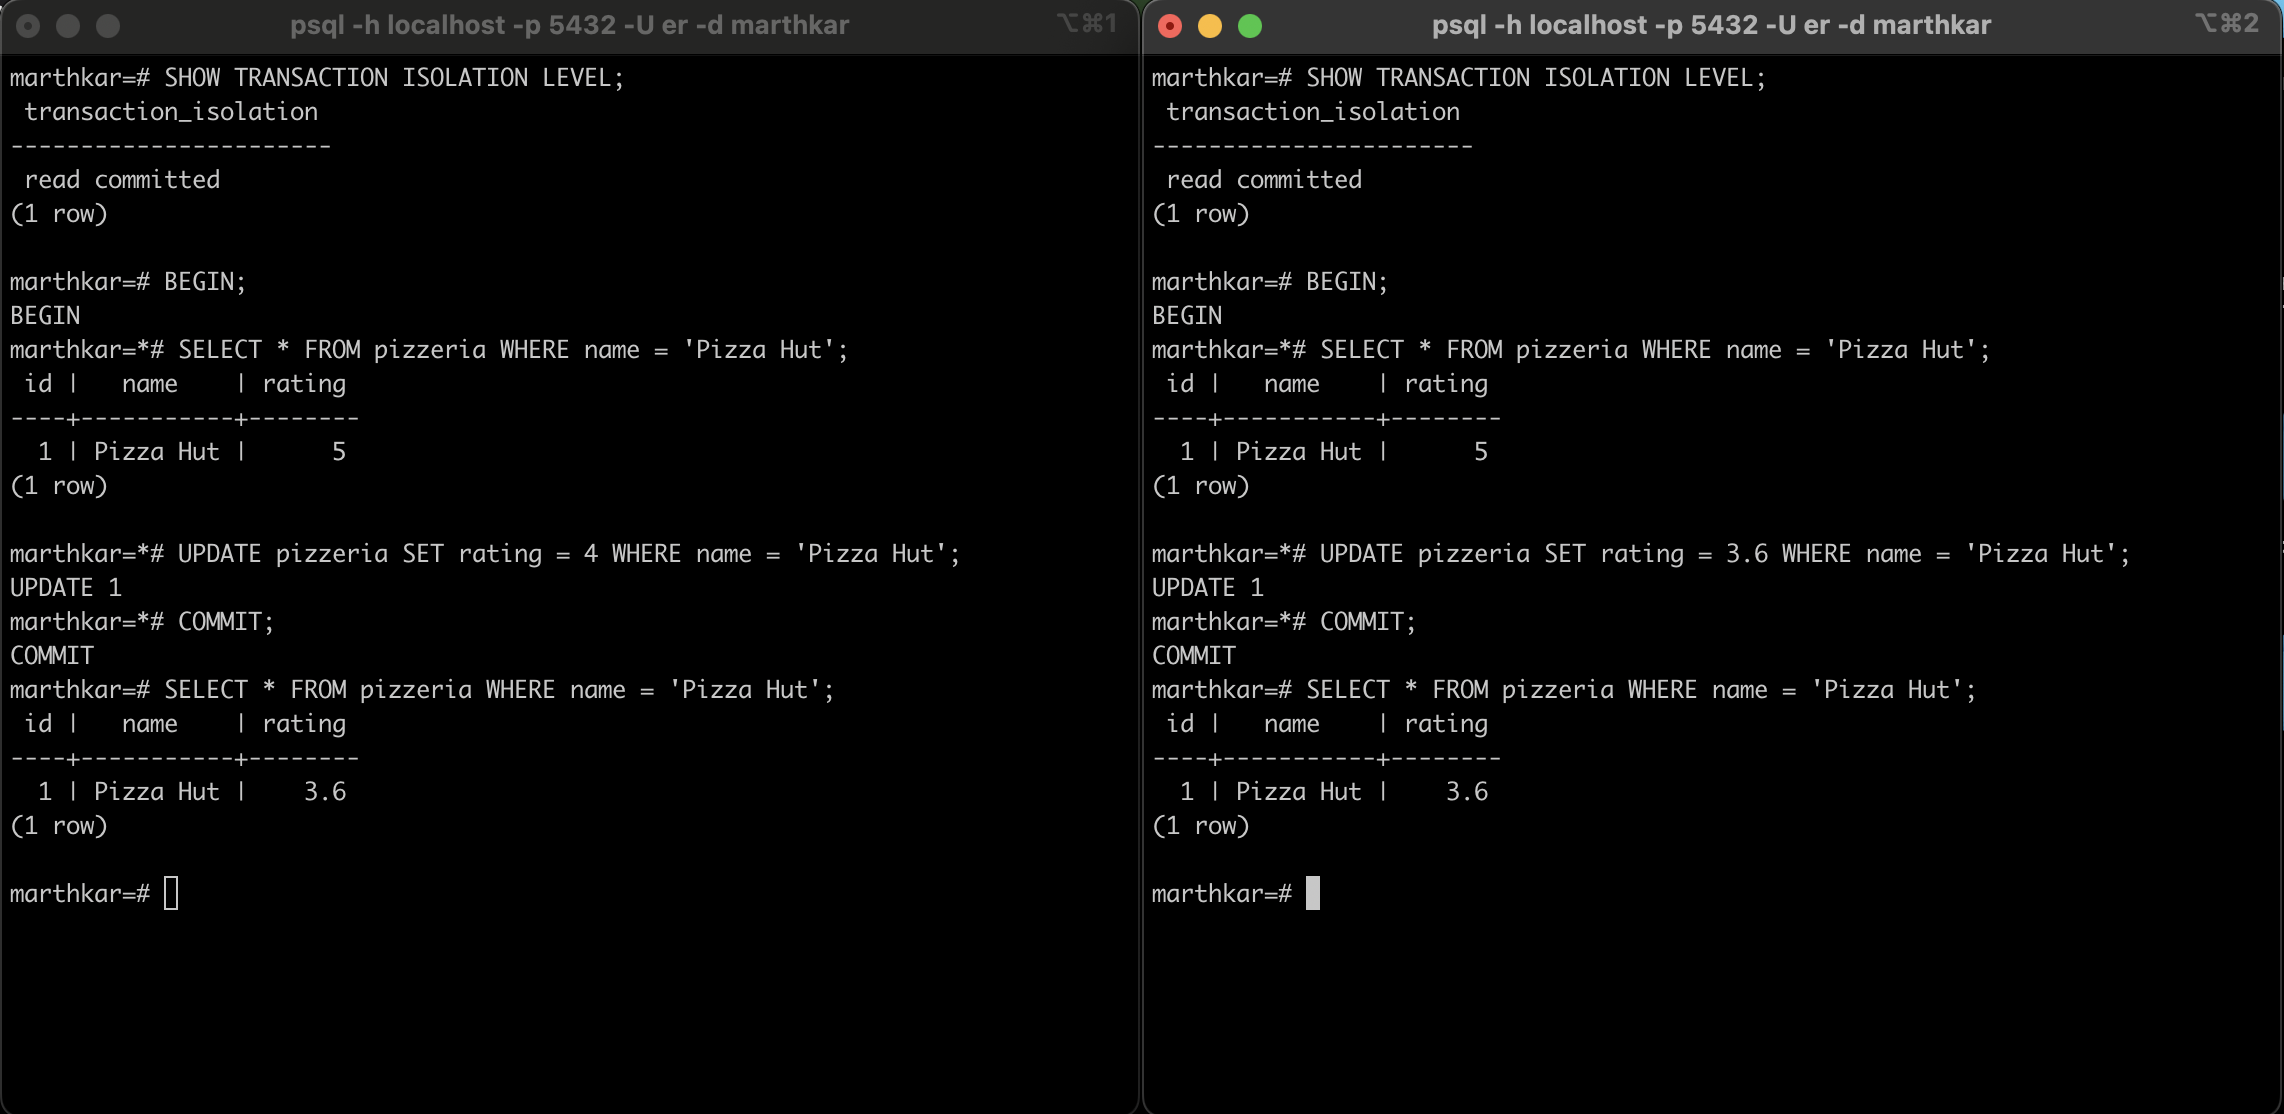 psql -h localhost -p 5432 -U er -d marthkar ⌥⌘1
marthkar=# SHOW TRANSACTION ISOLATION LEVEL;
 transaction_isolation
-----------------------
 read committed
(1 row)

marthkar=# BEGIN;
BEGIN
marthkar=*# SELECT * FROM pizzeria WHERE name = 'Pizza Hut';
 id |   name    | rating
----+-----------+--------
  1 | Pizza Hut |      5
(1 row)

marthkar=*# UPDATE pizzeria SET rating = 4 WHERE name = 'Pizza Hut';
UPDATE 1
marthkar=*# COMMIT;
COMMIT
marthkar=# SELECT * FROM pizzeria WHERE name = 'Pizza Hut';
 id |   name    | rating
----+-----------+--------
  1 | Pizza Hut |    3.6
(1 row)

marthkar=#
psql -h localhost -p 5432 -U er -d marthkar ⌥⌘2
marthkar=# SHOW TRANSACTION ISOLATION LEVEL;
 transaction_isolation
-----------------------
 read committed
(1 row)

marthkar=# BEGIN;
BEGIN
marthkar=*# SELECT * FROM pizzeria WHERE name = 'Pizza Hut';
 id |   name    | rating
----+-----------+--------
  1 | Pizza Hut |      5
(1 row)

marthkar=*# UPDATE pizzeria SET rating = 3.6 WHERE name = 'Pizza Hut';
UPDATE 1
marthkar=*# COMMIT;
COMMIT
marthkar=# SELECT * FROM pizzeria WHERE name = 'Pizza Hut';
 id |   name    | rating
----+-----------+--------
  1 | Pizza Hut |    3.6
(1 row)

marthkar=#